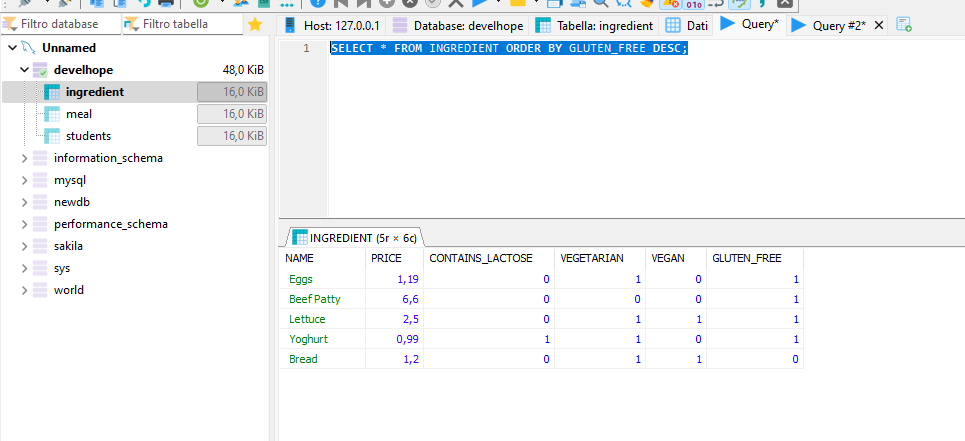 Filtro database Filtro tabella
Host: 127.0.0.1 Database: develhope Tabella: ingredient Dati Query* Query #2*
Unnamed
develhope 48,0 KiB
ingredient 16,0 KiB
meal 16,0 KiB
students 16,0 KiB
information_schema
mysql
newdb
performance_schema
sakila
sys
world
1 SELECT * FROM INGREDIENT ORDER BY GLUTEN_FREE DESC;
INGREDIENT (5r × 6c)
NAME PRICE CONTAINS_LACTOSE VEGETARIAN VEGAN GLUTEN_FREE
Eggs 1,19 0 1 0 1
Beef Patty 6,6 0 0 0 1
Lettuce 2,5 0 1 1 1
Yoghurt 0,99 1 1 0 1
Bread 1,2 0 1 1 0